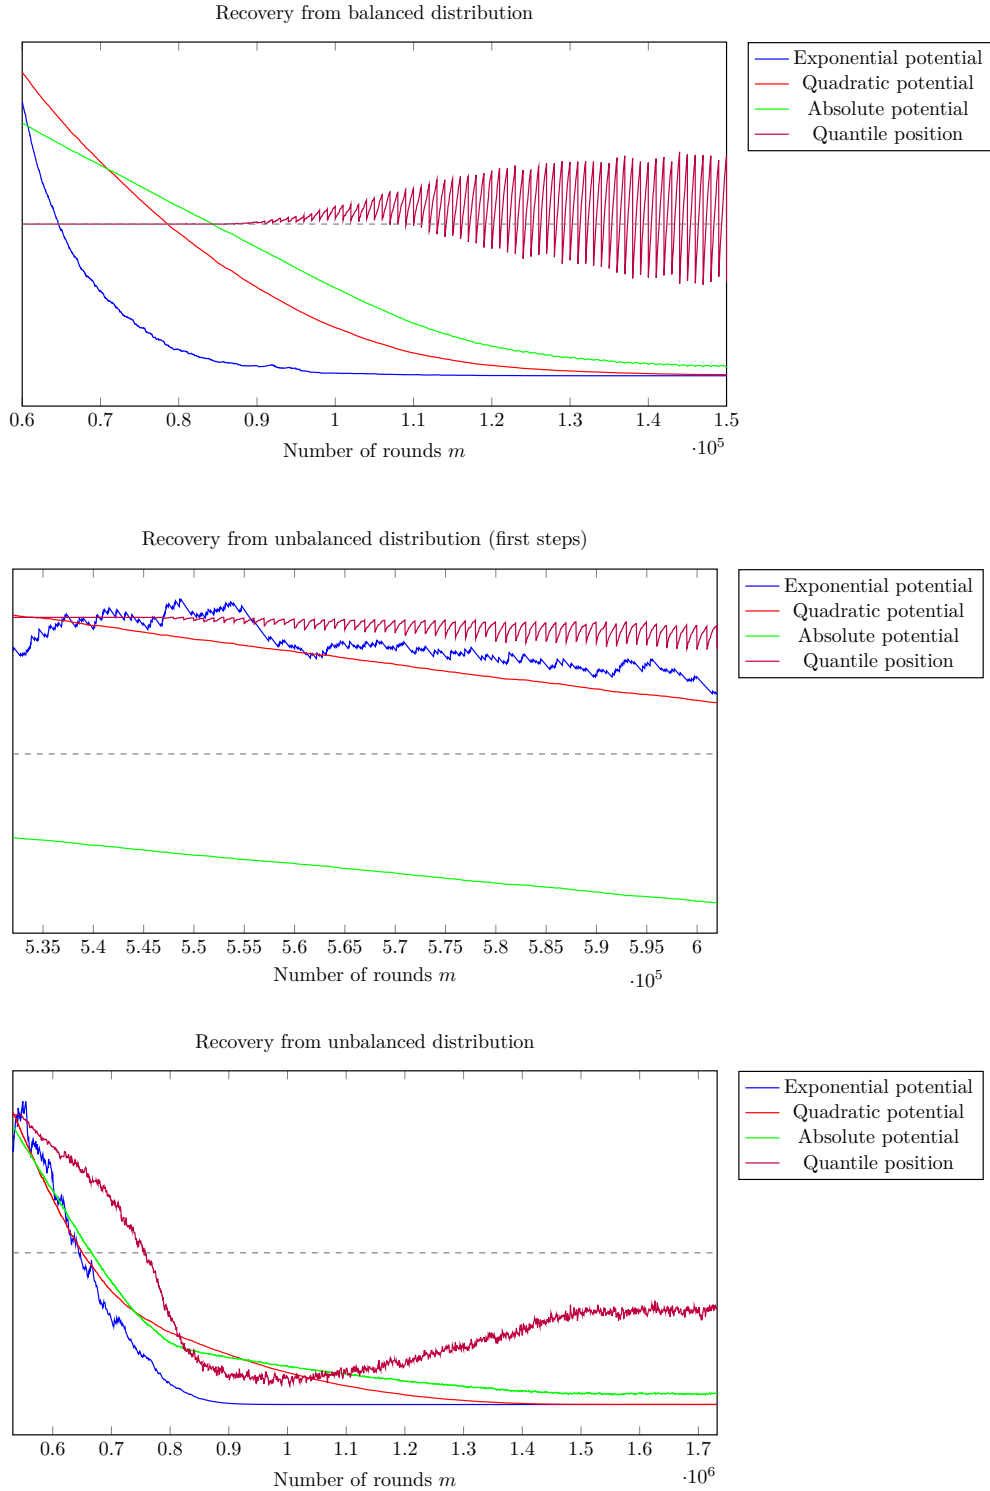 Recovery from balanced distribution
Exponential potential
Quadratic potential
Absolute potential
Quantile position
0.6 0.7 0.8 0.9 1 1.1 1.2 1.3 1.4 1.5
Number of rounds m
·10^5
Recovery from unbalanced distribution (first steps)
Exponential potential
Quadratic potential
Absolute potential
Quantile position
5.35 5.4 5.45 5.5 5.55 5.6 5.65 5.7 5.75 5.8 5.85 5.9 5.95 6
Number of rounds m
·10^5
Recovery from unbalanced distribution
Exponential potential
Quadratic potential
Absolute potential
Quantile position
0.6 0.7 0.8 0.9 1 1.1 1.2 1.3 1.4 1.5 1.6 1.7
Number of rounds m
·10^6